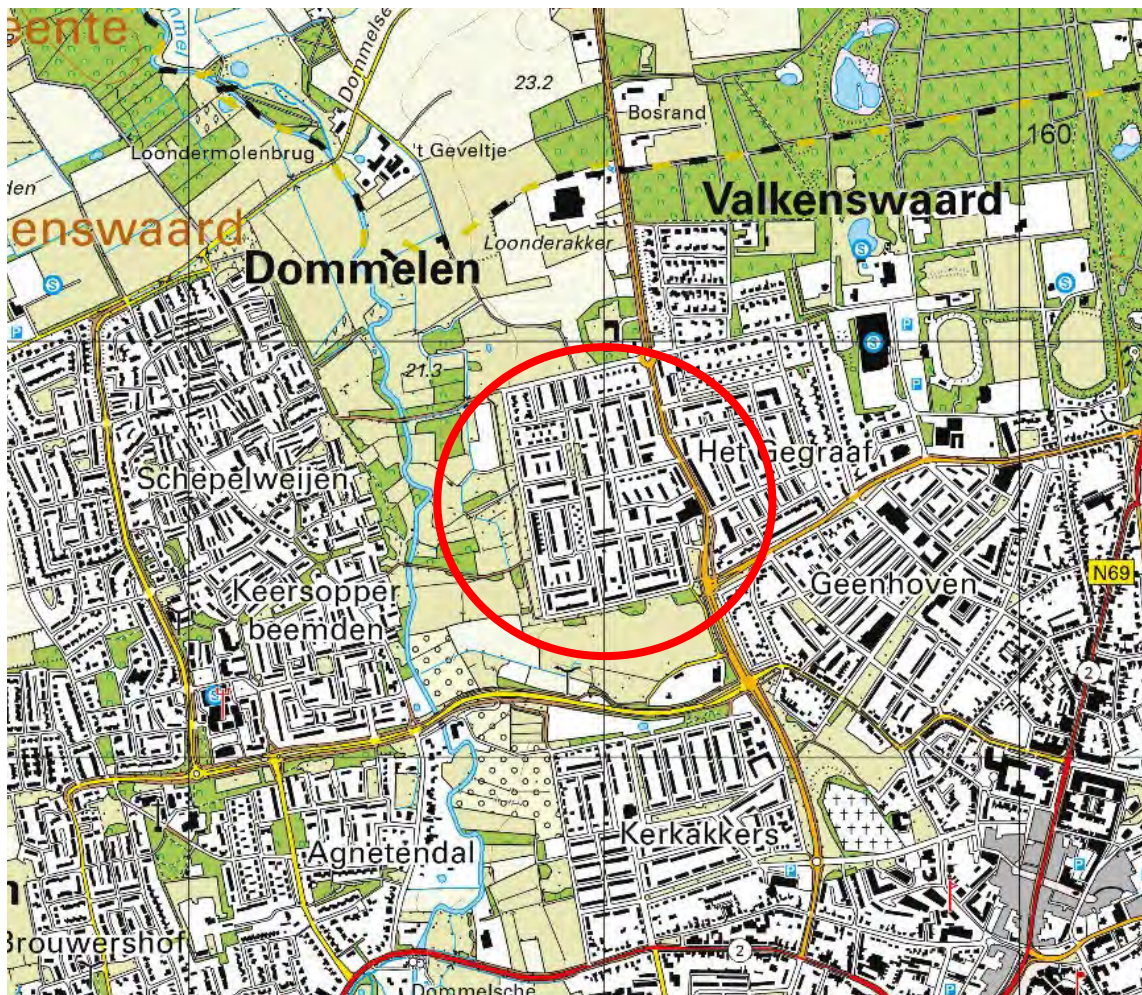 eente
Dommelse
23.2
Bosrand
160
Loondermolenbrug
't Geveltje
den
Valkenswaard
enswaard
Loonderakker
S
S
Dommelen
S
P
P
S
21.3
P
Het Gegraaf
Schepelweijen
N69
Geenhoven
Keersopper
beemden
2
S
Kerkakkers
Agnetendal
P
P
Brouwershof
2
Dommelsche